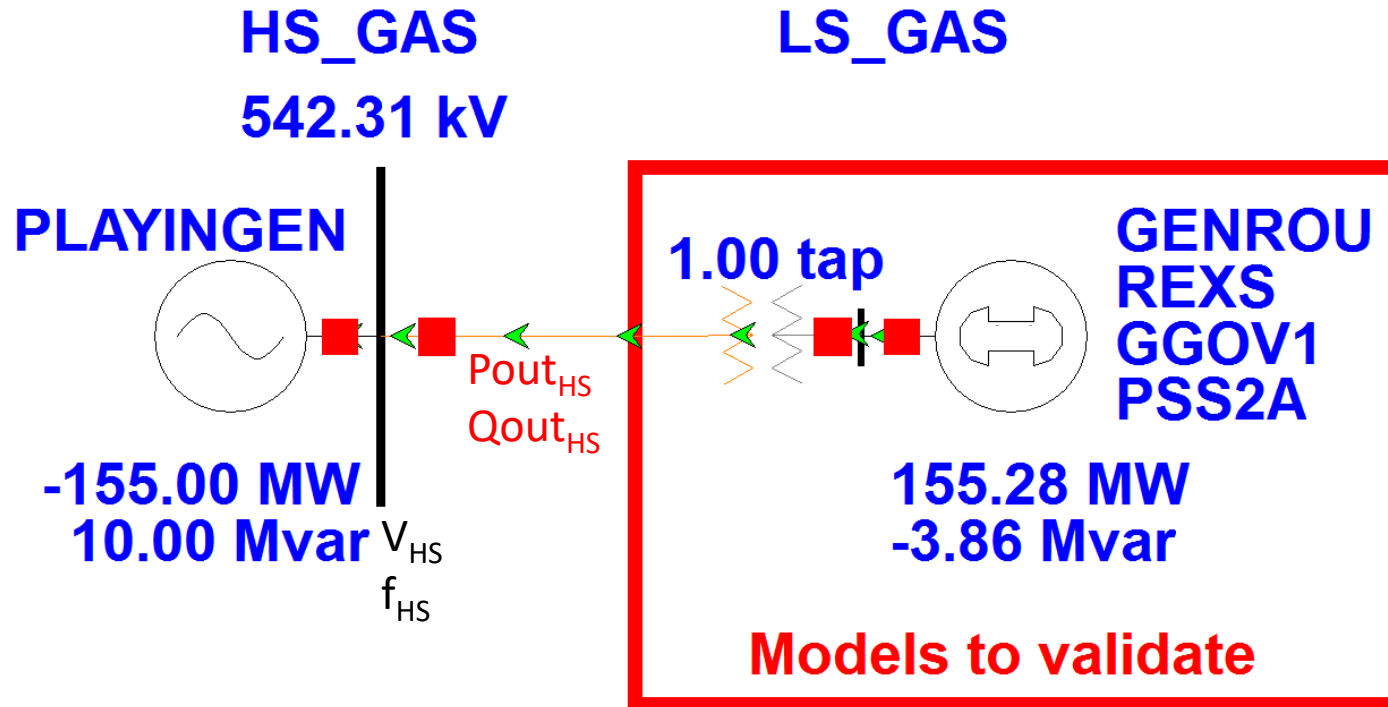 HS_GAS
LS_GAS
542.31 kV
PLAYINGEN
1.00 tap
GENROU
REXS
GGOV1
PSS2A
Pout_HS
Qout_HS
-155.00 MW
10.00 Mvar
V_HS
f_HS
155.28 MW
-3.86 Mvar
Models to validate